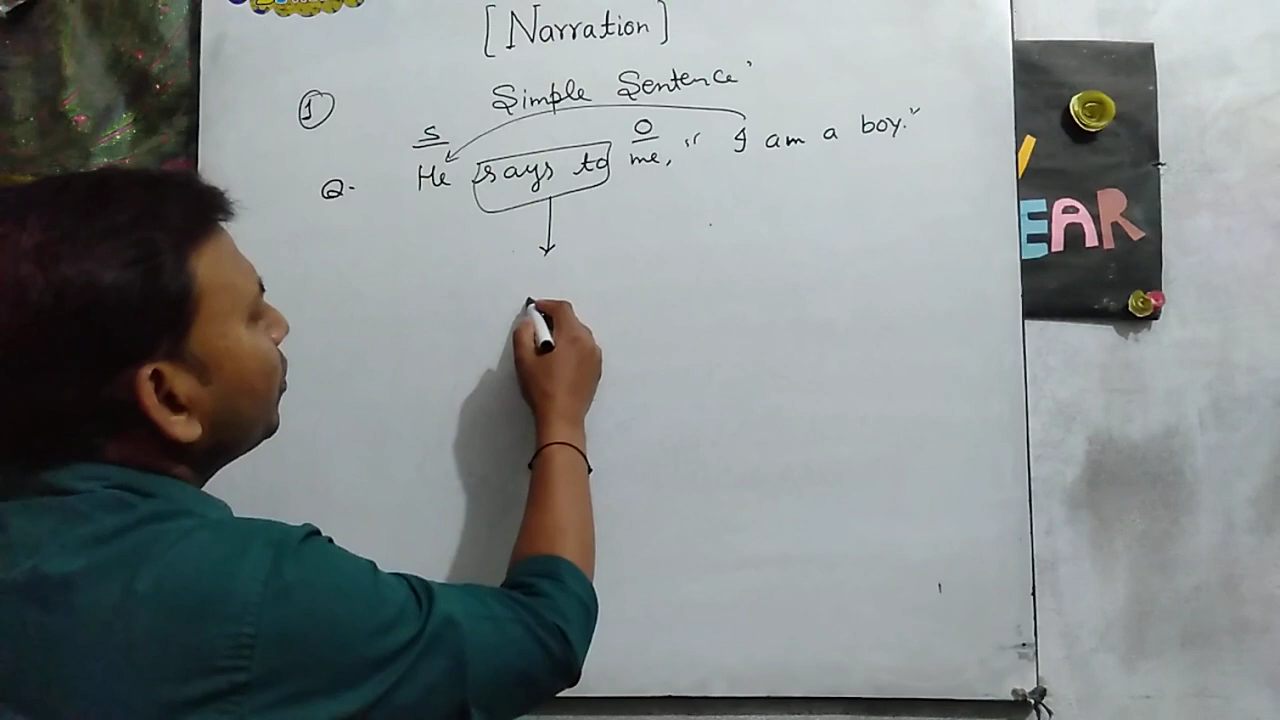 [Narration]
① Simple Sentence'
S O
Q- He says to me, " I am a boy."
EAR